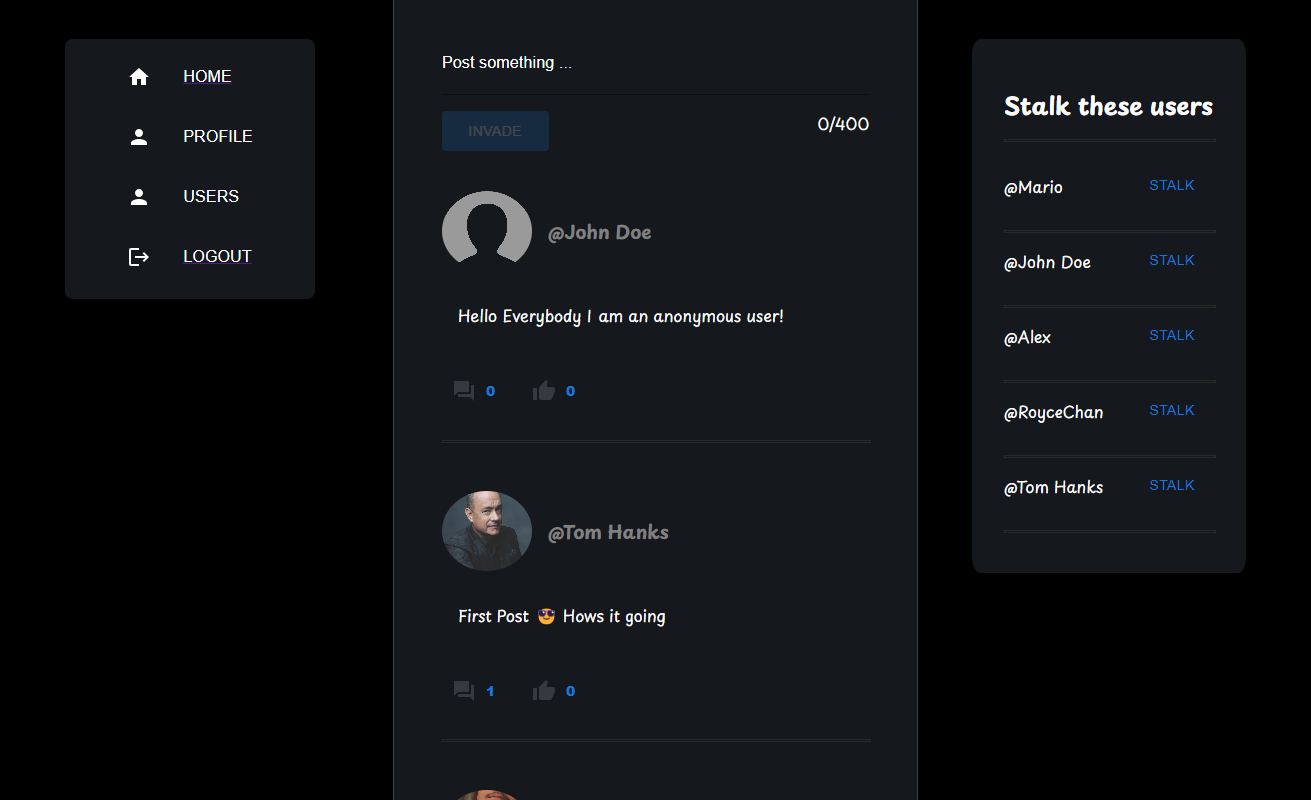 HOME
PROFILE
USERS
LOGOUT
Post something ...
INVADE
0/400
@John Doe
Hello Everybody I am an anonymous user!
0 0
@Tom Hanks
First Post 😎 Hows it going
1 0
Stalk these users
@Mario STALK
@John Doe STALK
@Alex STALK
@RoyceChan STALK
@Tom Hanks STALK